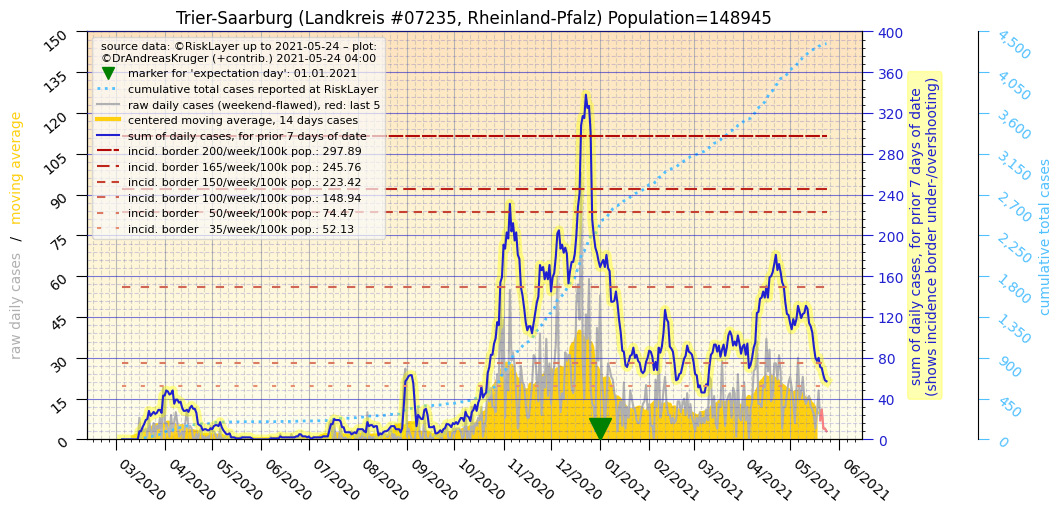 Trier-Saarburg (Landkreis #07235, Rheinland-Pfalz) Population=148945
source data: ©RiskLayer up to 2021-05-24 – plot:
©DrAndreasKruger (+contrib.) 2021-05-24 04:00
marker for 'expectation day': 01.01.2021
cumulative total cases reported at RiskLayer
raw daily cases (weekend-flawed), red: last 5
centered moving average, 14 days cases
sum of daily cases, for prior 7 days of date
incid. border 200/week/100k pop.: 297.89
incid. border 165/week/100k pop.: 245.76
incid. border 150/week/100k pop.: 223.42
incid. border 100/week/100k pop.: 148.94
incid. border   50/week/100k pop.: 74.47
incid. border   35/week/100k pop.: 52.13
raw daily cases / moving average
150
135
120
105
90
75
60
45
30
15
0
03/2020
04/2020
05/2020
06/2020
07/2020
08/2020
09/2020
10/2020
11/2020
12/2020
01/2021
02/2021
03/2021
04/2021
05/2021
06/2021
400
360
320
280
240
200
160
120
80
40
0
sum of daily cases, for prior 7 days of date
(shows incidence border under-/overshooting)
4,500
4,050
3,600
3,150
2,700
2,250
1,800
1,350
900
450
0
cumulative total cases